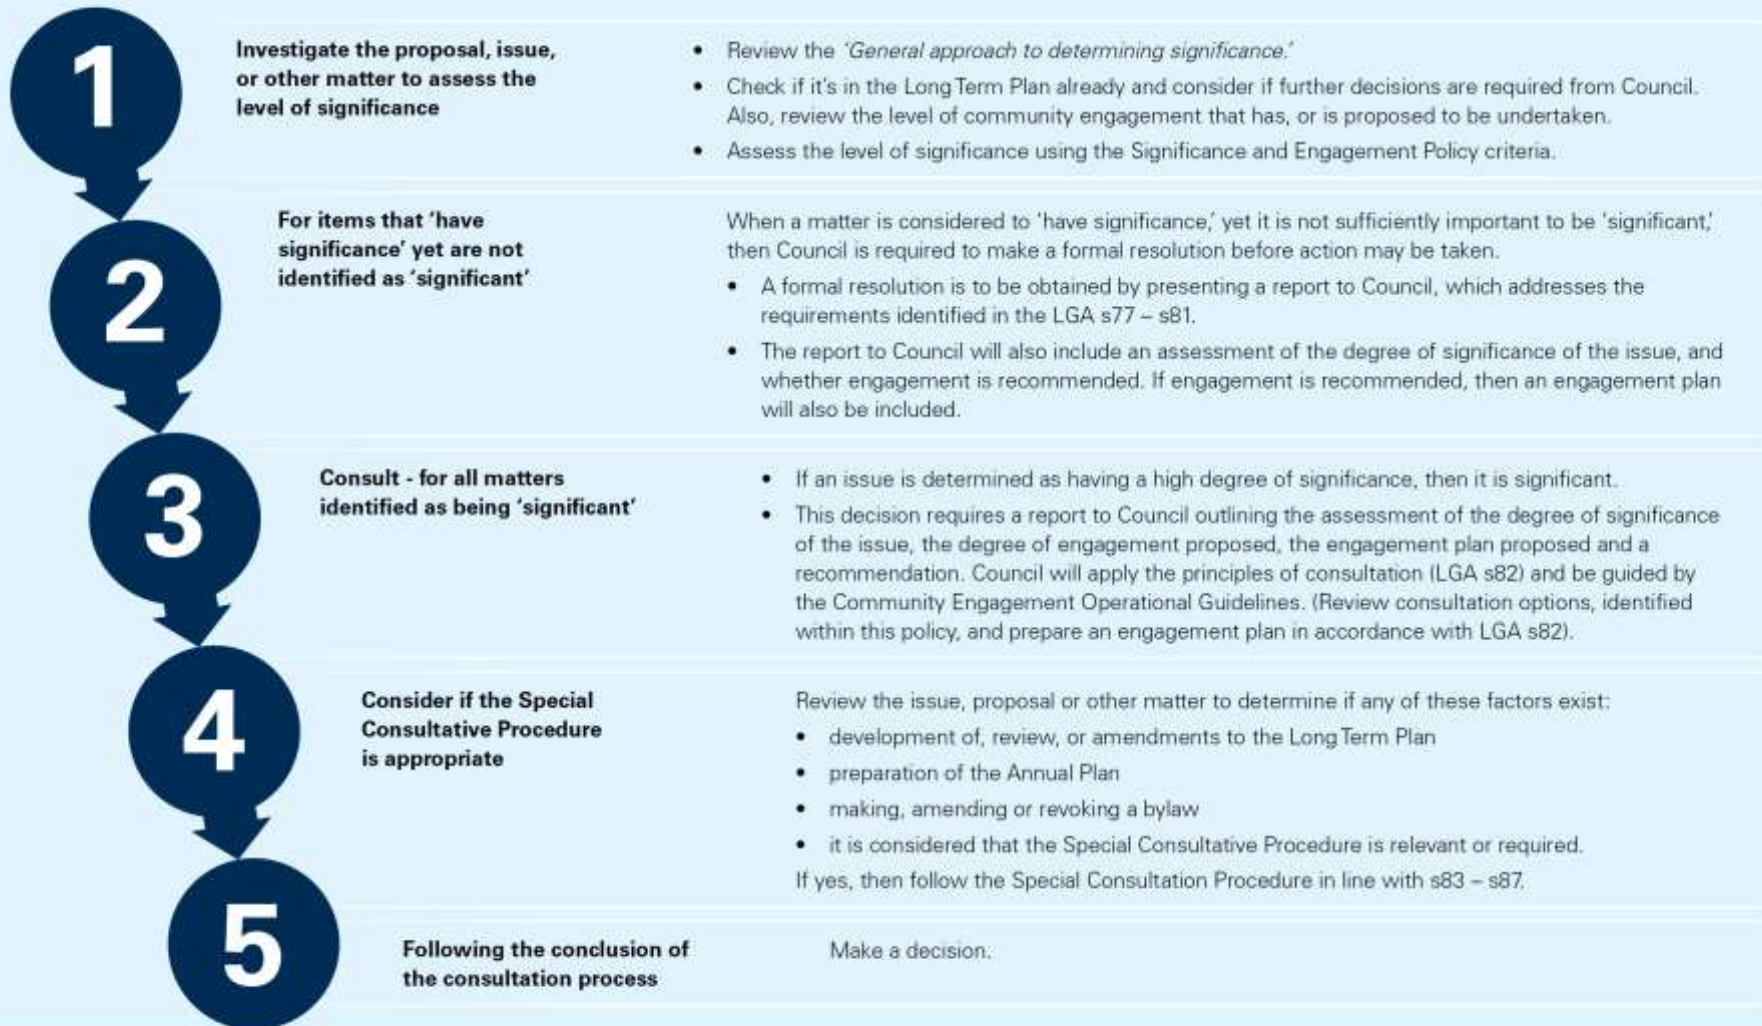 1
Investigate the proposal, issue,
or other matter to assess the
level of significance
• Review the ‘General approach to determining significance.’
• Check if it’s in the Long Term Plan already and consider if further decisions are required from Council.
Also, review the level of community engagement that has, or is proposed to be undertaken.
• Assess the level of significance using the Significance and Engagement Policy criteria.
2
For items that ‘have
significance’ yet are not
identified as ‘significant’
When a matter is considered to ‘have significance,’ yet it is not sufficiently important to be ‘significant,’
then Council is required to make a formal resolution before action may be taken.
• A formal resolution is to be obtained by presenting a report to Council, which addresses the
requirements identified in the LGA s77 – s81.
• The report to Council will also include an assessment of the degree of significance of the issue, and
whether engagement is recommended. If engagement is recommended, then an engagement plan
will also be included.
3
Consult - for all matters
identified as being ‘significant’
• If an issue is determined as having a high degree of significance, then it is significant.
• This decision requires a report to Council outlining the assessment of the degree of significance
of the issue, the degree of engagement proposed, the engagement plan proposed and a
recommendation. Council will apply the principles of consultation (LGA s82) and be guided by
the Community Engagement Operational Guidelines. (Review consultation options, identified
within this policy, and prepare an engagement plan in accordance with LGA s82).
4
Consider if the Special
Consultative Procedure
is appropriate
Review the issue, proposal or other matter to determine if any of these factors exist:
• development of, review, or amendments to the Long Term Plan
• preparation of the Annual Plan
• making, amending or revoking a bylaw
• it is considered that the Special Consultative Procedure is relevant or required.
If yes, then follow the Special Consultation Procedure in line with s83 – s87.
5
Following the conclusion of
the consultation process
Make a decision.